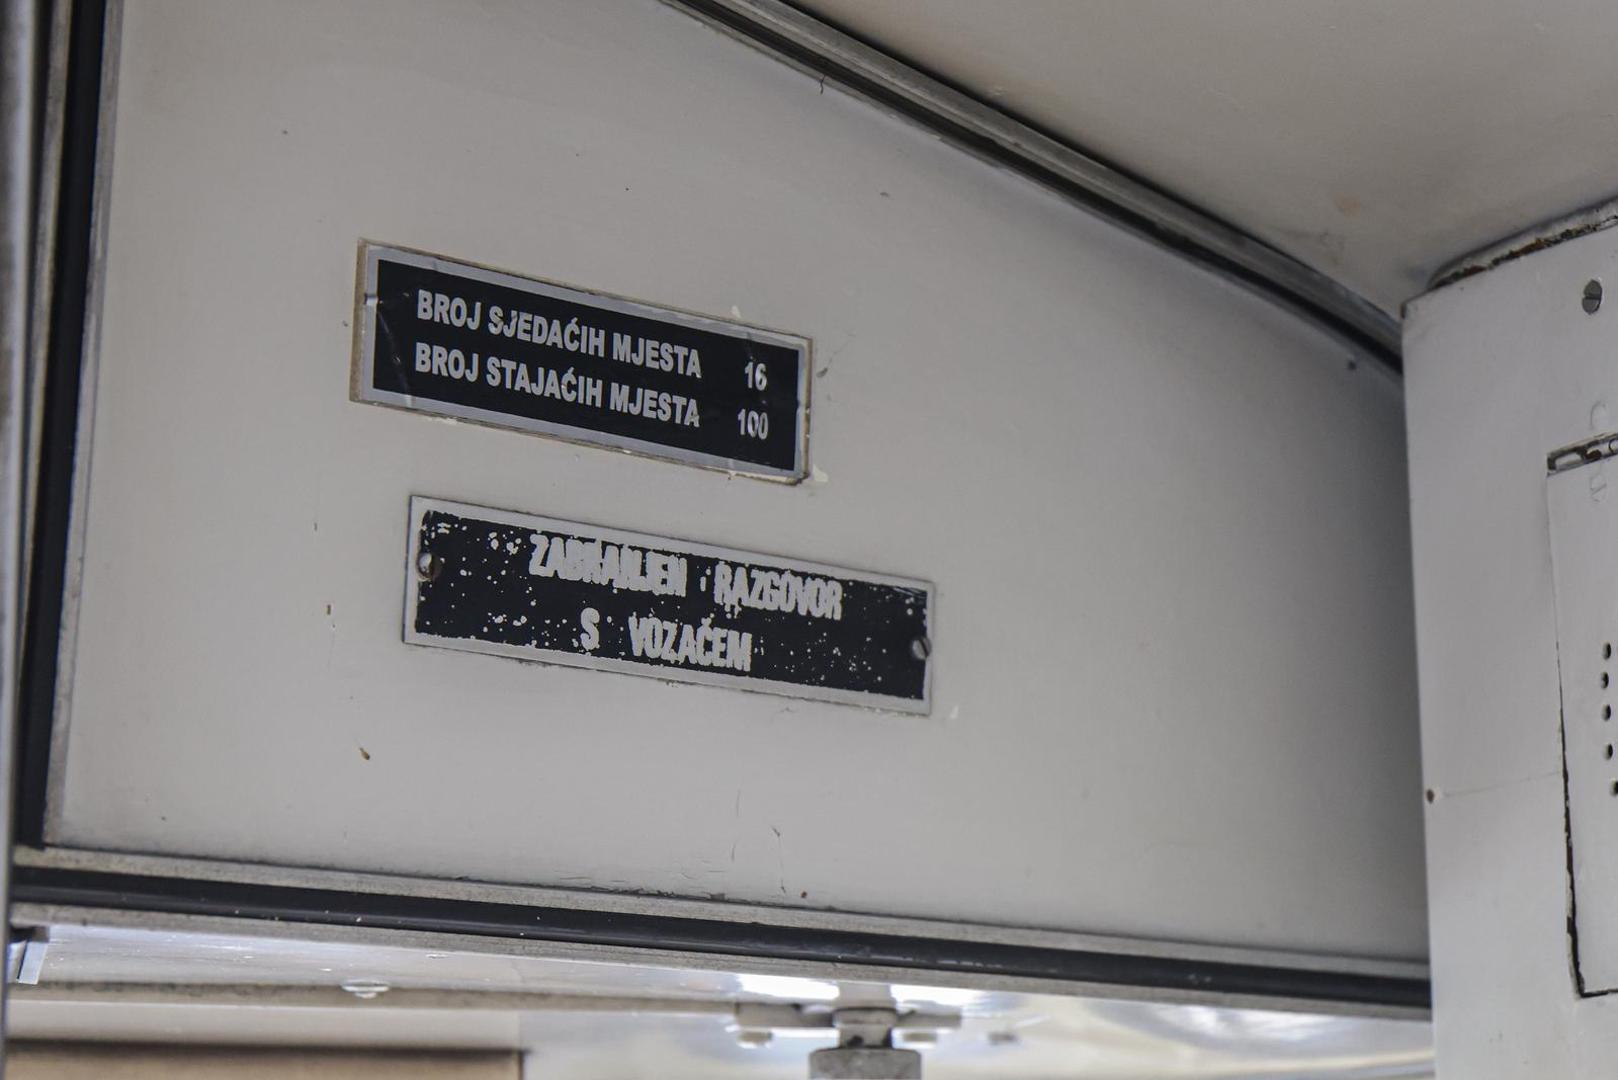 BROJ SJEDAĆIH MJESTA 16
BROJ STAJAĆIH MJESTA 100
ZABRANJEN RAZGOVOR
S VOZAČEM